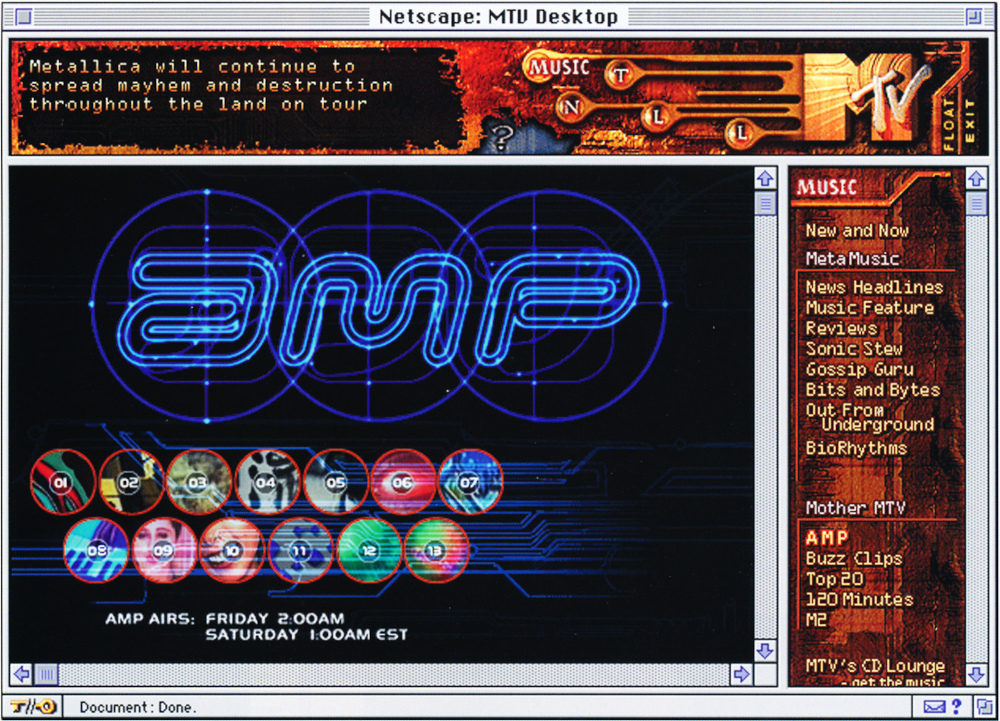 Netscape: MTV Desktop
Metallica will continue to
spread mayhem and destruction
throughout the land on tour
?
MUSIC
T
N
L
L
MTV
FLOAT
EXIT
amp
01 02 03 04 05 06 07
08 09 10 11 12 13
AMP AIRS: FRIDAY 2:00AM
SATURDAY 1:00AM EST
MUSIC
New and Now
MetaMusic
News Headlines
Music Feature
Reviews
Sonic Stew
Gossip Guru
Bits and Bytes
Out From
Underground
BioRhythms
Mother MTV
AMP
Buzz Clips
Top 20
120 Minutes
M2
MTV's CD Lounge
- get the music
Document: Done.
?